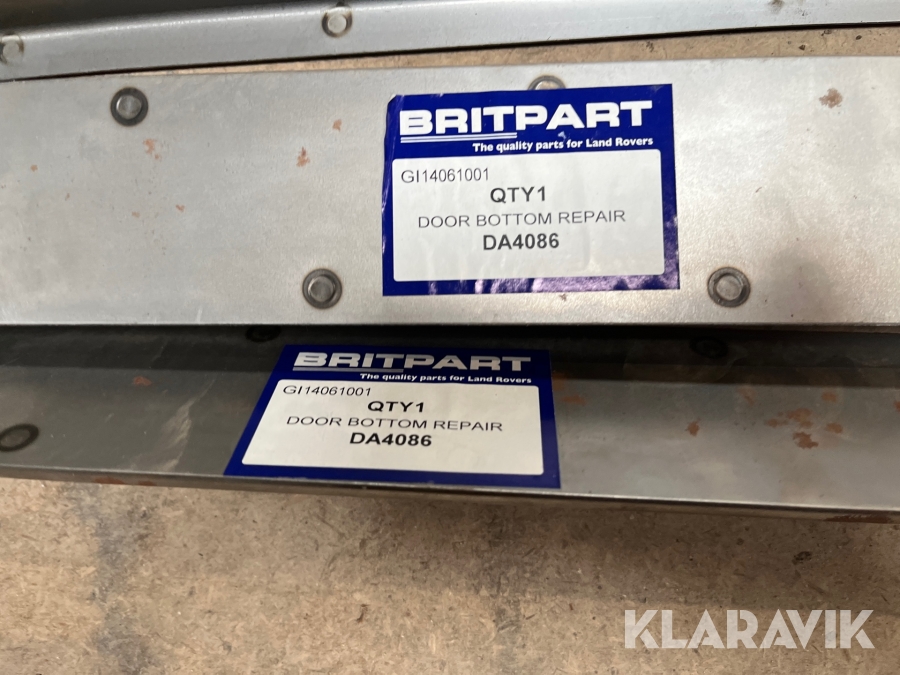 BRITPART
The quality parts for Land Rovers
GI14061001
QTY1
DOOR BOTTOM REPAIR
DA4086
BRITPART
The quality parts for Land Rovers
GI14061001
QTY1
DOOR BOTTOM REPAIR
DA4086
KLARAVIK